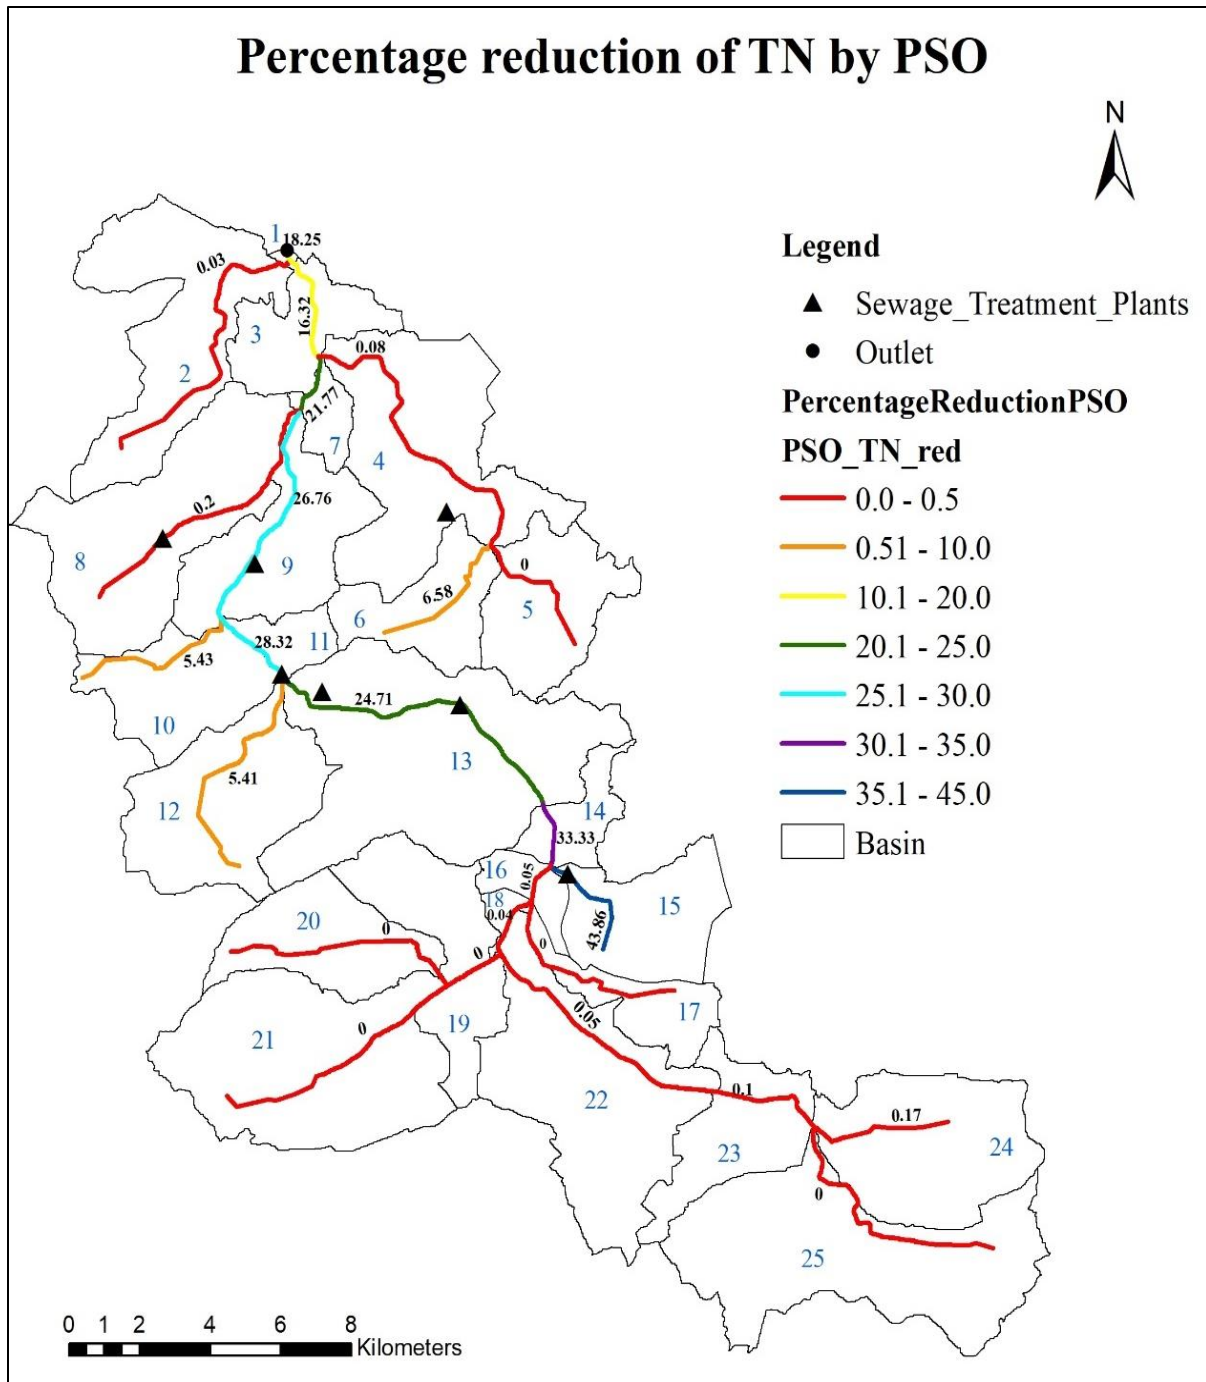 Percentage reduction of TN by PSO
N
Legend
Sewage_Treatment_Plants
Outlet
PercentageReductionPSO
PSO_TN_red
0.0 - 0.5
0.51 - 10.0
10.1 - 20.0
20.1 - 25.0
25.1 - 30.0
30.1 - 35.0
35.1 - 45.0
Basin
1
18.25
0.03
16.32
3
0.08
2
21.77
7
4
26.76
0.2
8
9
0
6.58
5
6
11
28.32
5.43
24.71
10
13
5.41
12
14
33.33
16
0.05
18
0.04
15
43.86
20
0
0
0
17
0.05
19
0
21
22
0.1
0.17
23
24
0
25
0 1 2 4 6 8
Kilometers